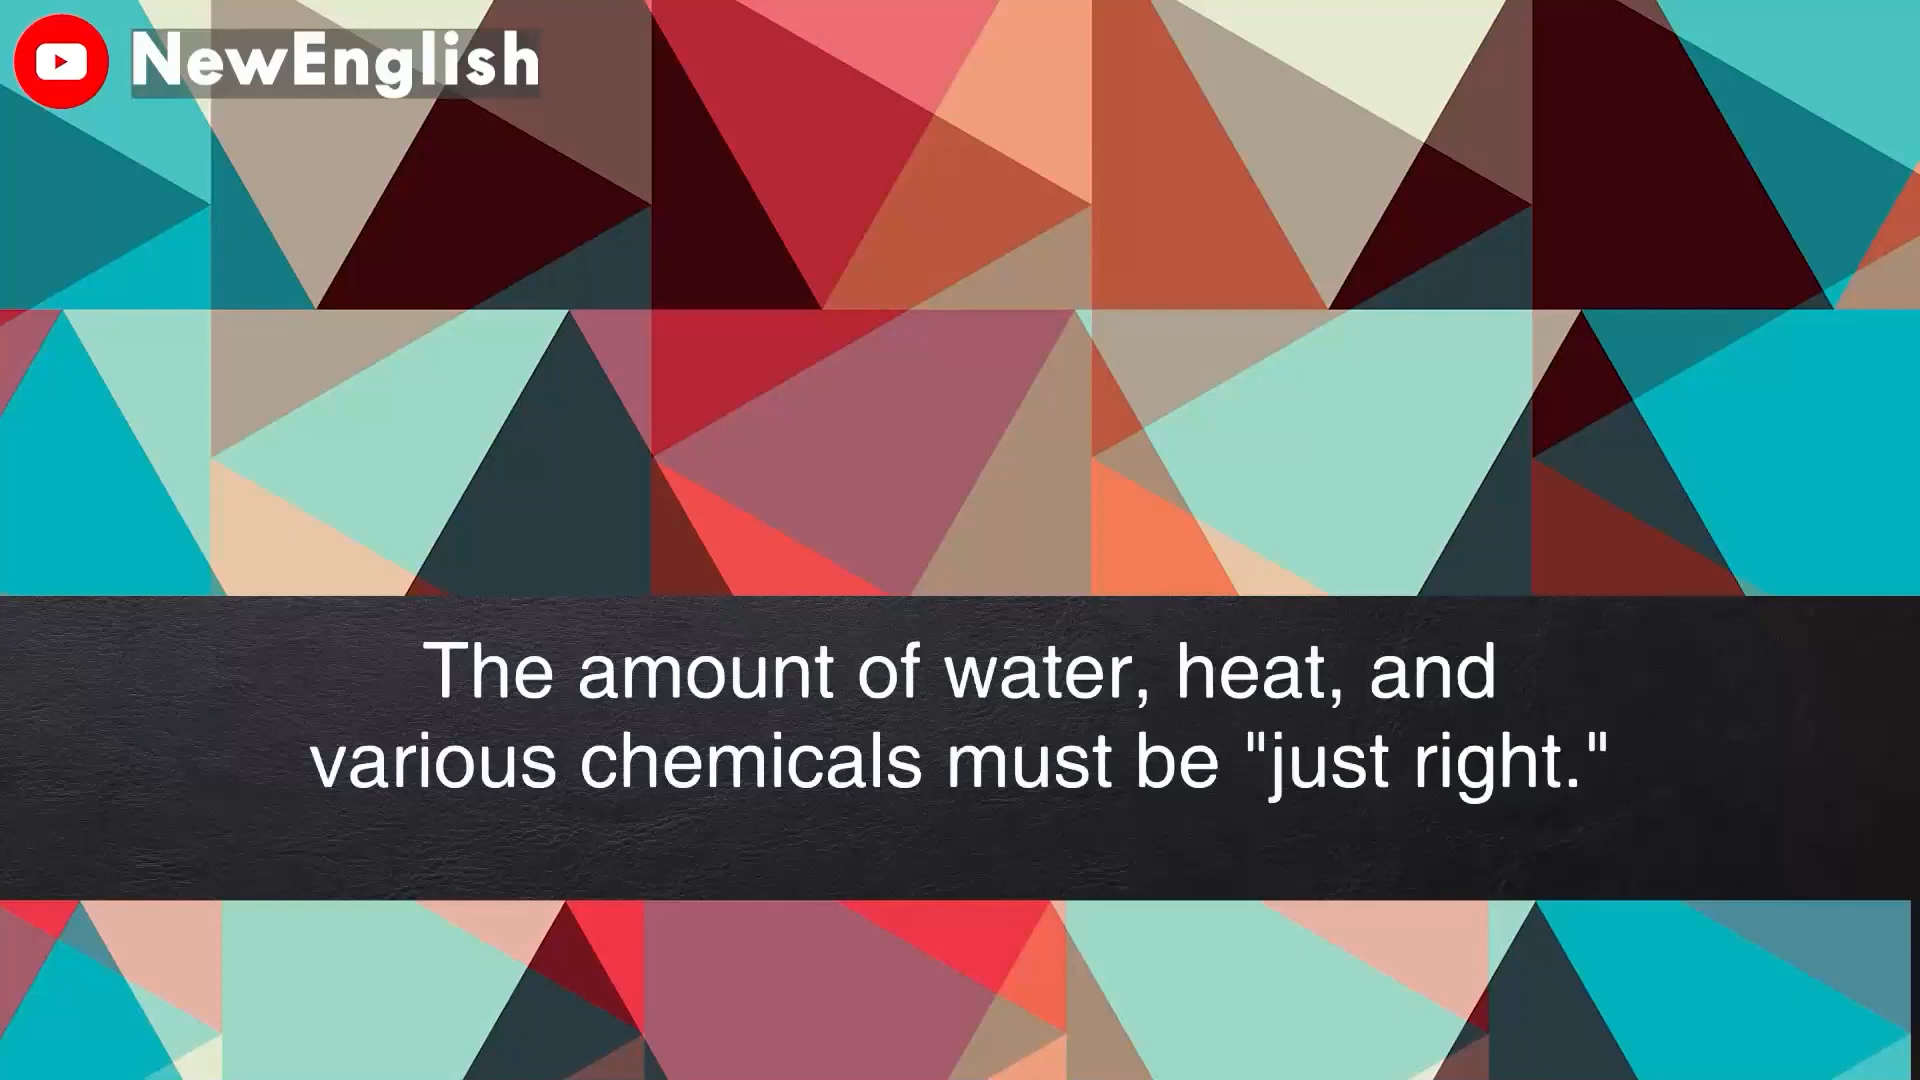 NewEnglish
The amount of water, heat, and
various chemicals must be "just right."